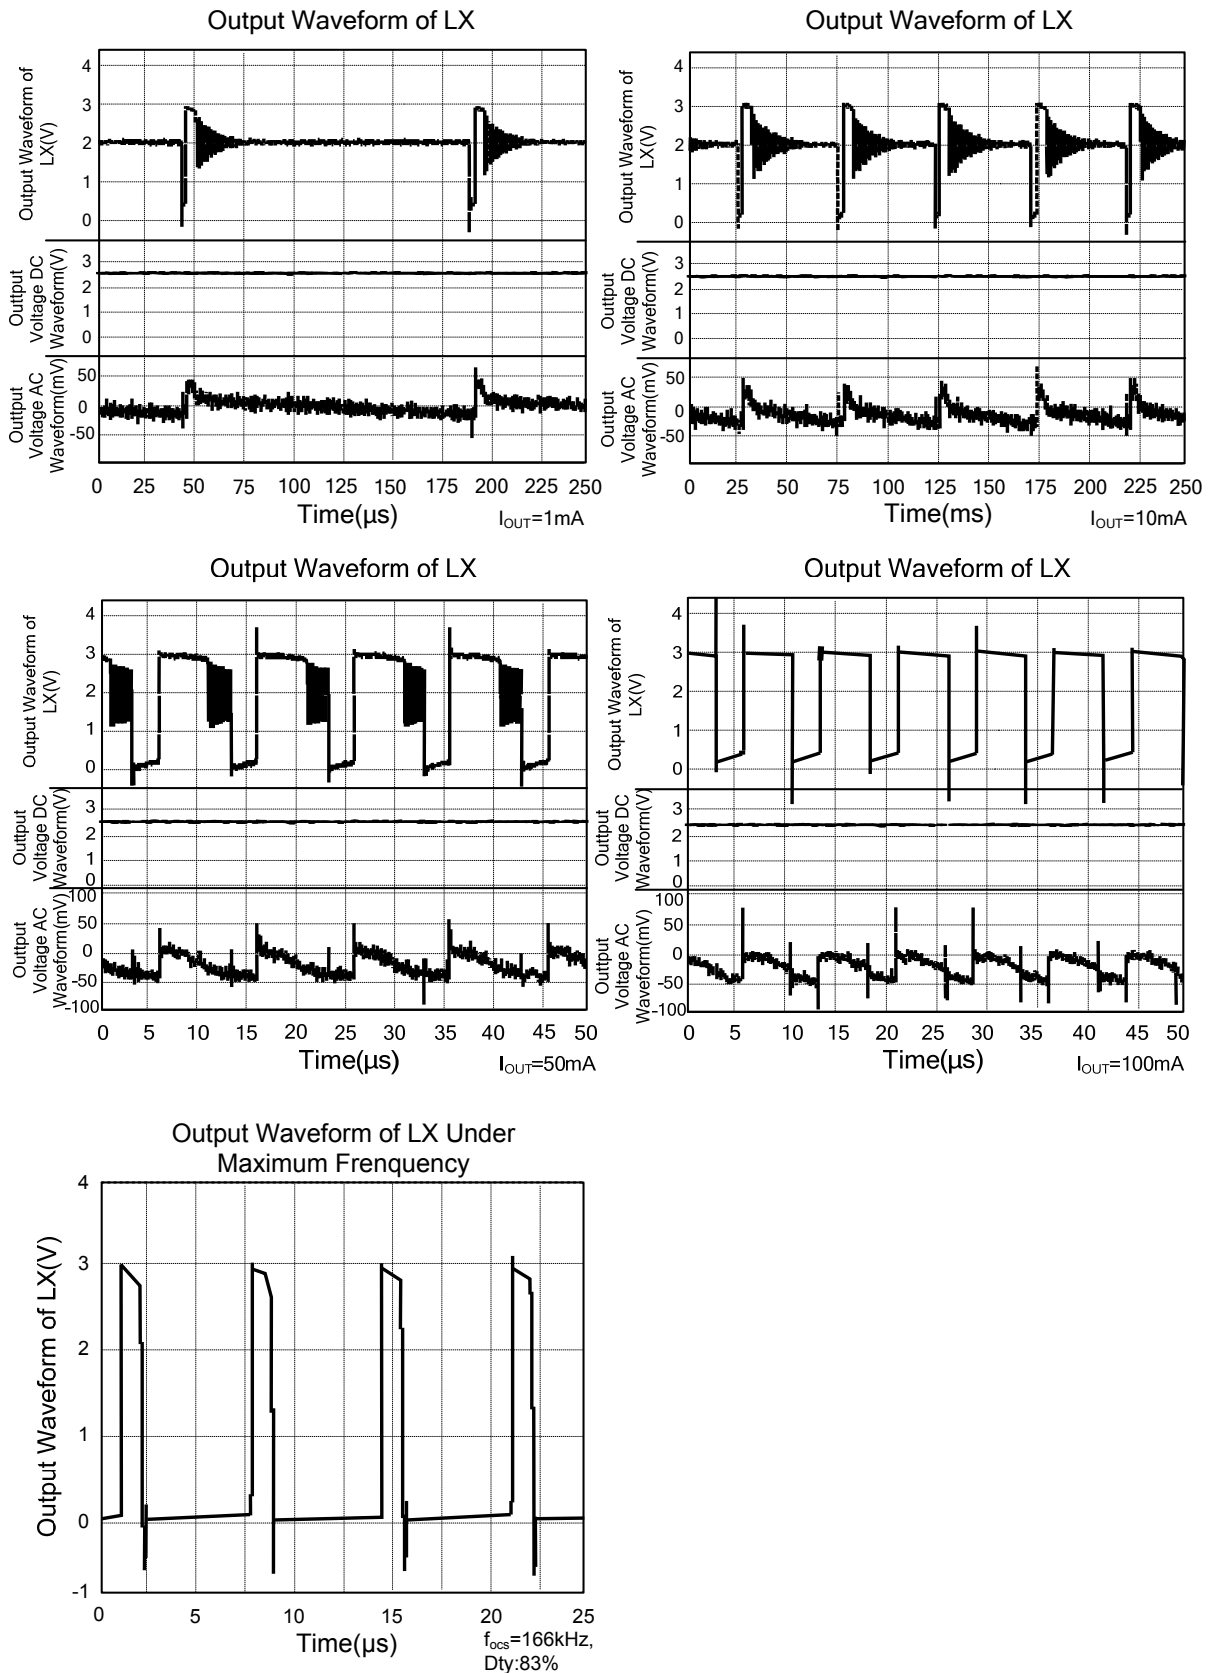 Output Waveform of LX
Output Waveform of
LX(V)
4
3
2
1
0
Outtput
Voltage DC
Waveform(V)
3
2
1
0
Outtput
Voltage AC
Waveform(mV)
50
0
-50
0 25 50 75 100 125 150 175 200 225 250
Time(µs)
IOUT=1mA
Output Waveform of LX
Output Waveform of
LX(V)
4
3
2
1
0
Outtput
Voltage DC
Waveform(V)
3
2
1
0
Outtput
Voltage AC
Waveform(mV)
50
0
-50
0 25 50 75 100 125 150 175 200 225 250
Time(ms)
IOUT=10mA
Output Waveform of LX
Output Waveform of
LX(V)
4
3
2
1
0
Outtput
Voltage DC
Waveform(V)
3
2
1
0
Outtput
Voltage AC
Waveform(mV)
100
50
0
-50
-100
0 5 10 15 20 25 30 35 40 45 50
Time(µs)
IOUT=50mA
Output Waveform of LX
Output Waveform of
LX(V)
4
3
2
1
0
Outtput
Voltage DC
Waveform(V)
3
2
1
0
Outtput
Voltage AC
Waveform(mV)
100
50
0
-50
-100
0 5 10 15 20 25 30 35 40 45 50
Time(µs)
IOUT=100mA
Output Waveform of LX Under
Maximum Frenquency
Output Waveform of LX(V)
4
3
2
1
0
-1
0 5 10 15 20 25
Time(µs)
focs=166kHz,
Dty:83%